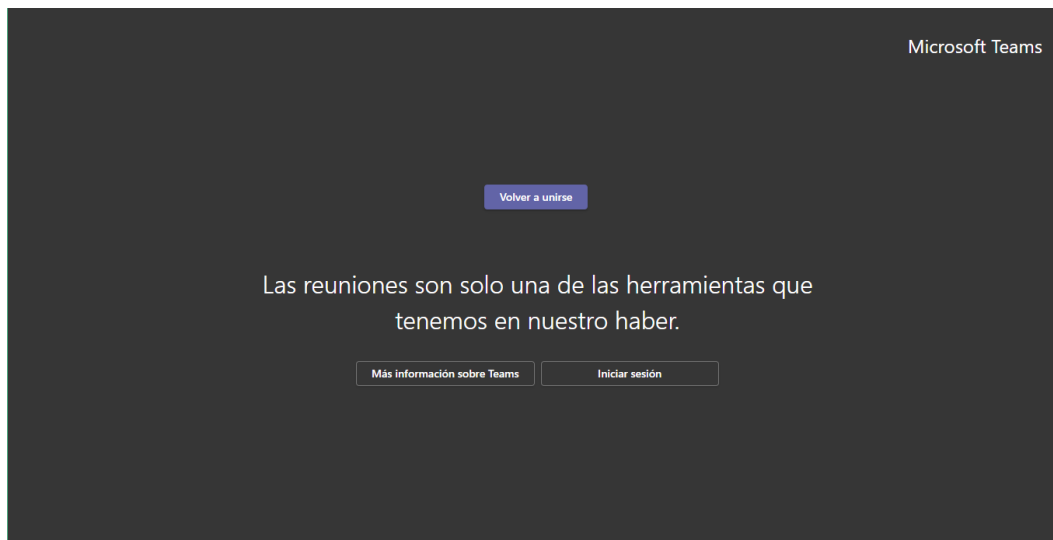 Microsoft Teams
Volver a unirse
Las reuniones son solo una de las herramientas que
tenemos en nuestro haber.
Más información sobre Teams
Iniciar sesión